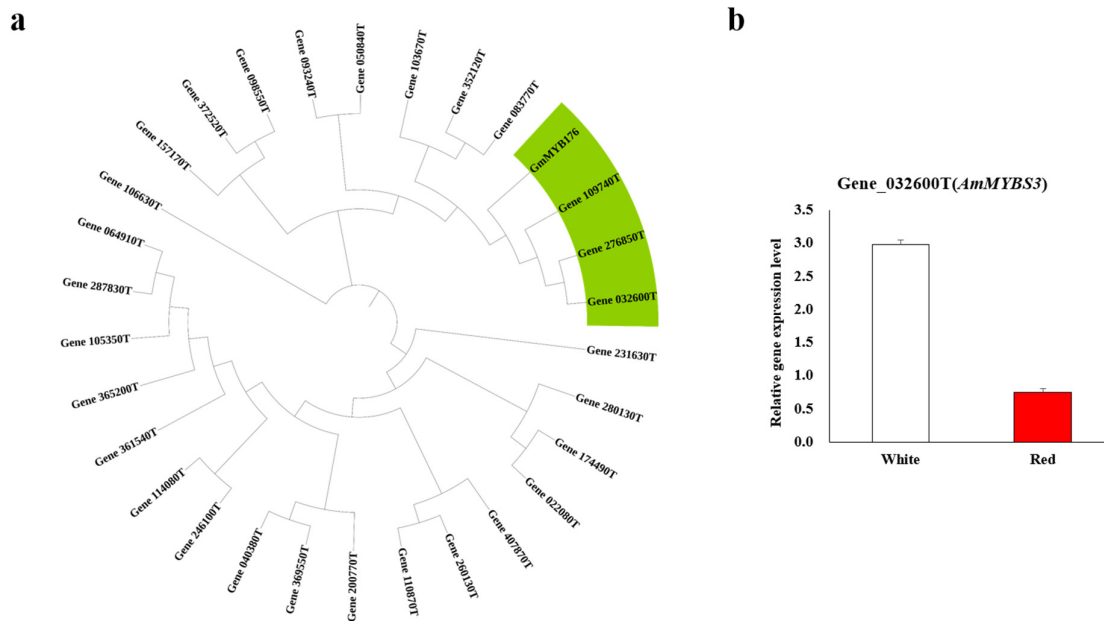 a
b
Gene 050840T
Gene 103670T
Gene 352120T
Gene 083770T
GmMYB176
Gene 109740T
Gene 276850T
Gene 032600T
Gene 231630T
Gene 280130T
Gene 174490T
Gene 022080T
Gene 407870T
Gene 260130T
Gene 110870T
Gene 200770T
Gene 369550T
Gene 040380T
Gene 246100T
Gene 114080T
Gene 361540T
Gene 365200T
Gene 105350T
Gene 287830T
Gene 064910T
Gene 106630T
Gene 157170T
Gene 372520T
Gene 098550T
Gene 093240T
Gene_032600T(AmMYBS3)
Relative gene expression level
3.5
3.0
2.5
2.0
1.5
1.0
0.5
0.0
White
Red